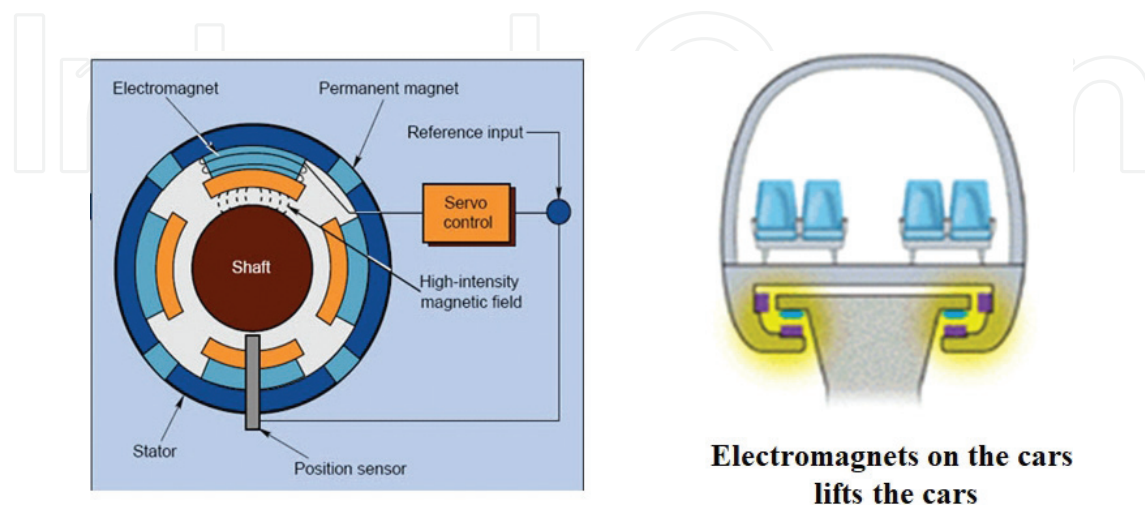 Electromagnet
Permanent magnet
Reference input
Servo
control
Shaft
High-intensity
magnetic field
Stator
Position sensor
Electromagnets on the cars
lifts the cars